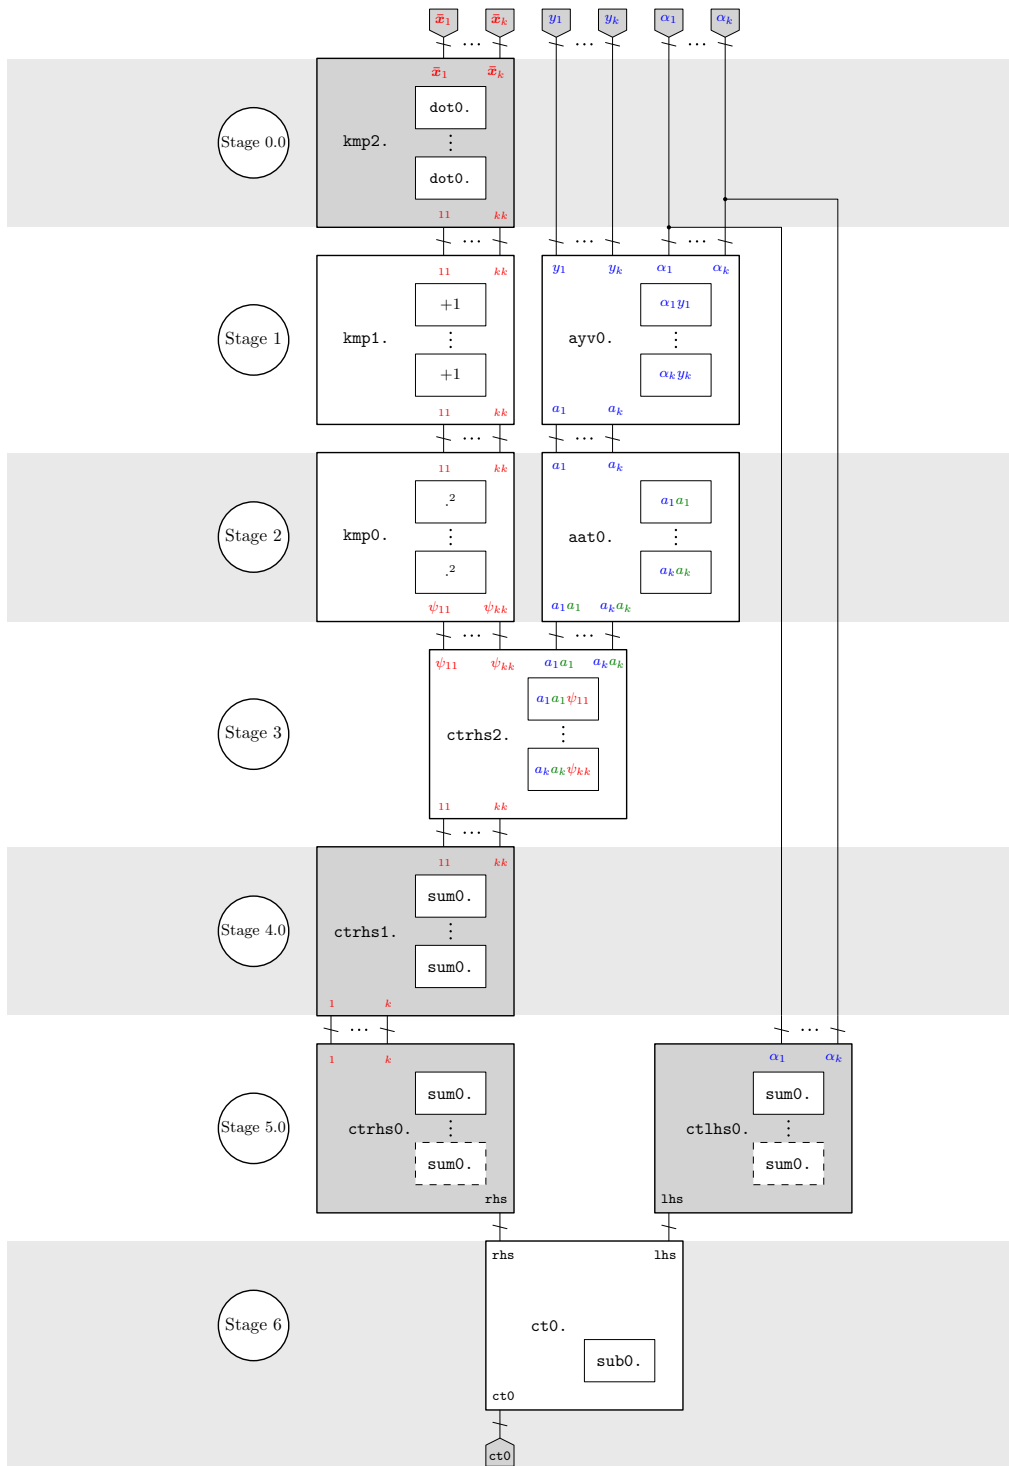 x̄₁ ... x̄ₖ y₁ ... yₖ α₁ ... αₖ
x̄₁ x̄ₖ
dot0.
Stage 0.0 kmp2. ⋮
dot0.
11 kk
... ... ...
11 kk y₁ yₖ α₁ αₖ
+1 α₁y₁
Stage 1 kmp1. ⋮ ayv0. ⋮
+1 αₖyₖ
11 kk a₁ aₖ
... ...
11 kk a₁ aₖ
.² a₁a₁
Stage 2 kmp0. ⋮ aat0. ⋮
.² aₖaₖ
ψ₁₁ ψₖₖ a₁a₁ aₖaₖ
... ...
ψ₁₁ ψₖₖ a₁a₁ aₖaₖ
a₁a₁ψ₁₁
Stage 3 ctrhs2. ⋮
aₖaₖψₖₖ
11 kk
...
11 kk
sum0.
Stage 4.0 ctrhs1. ⋮
sum0.
1 k
... ...
1 k α₁ αₖ
sum0. sum0.
Stage 5.0 ctrhs0. ⋮ ctlhs0. ⋮
sum0. sum0.
rhs lhs
rhs lhs
Stage 6 ct0.
sub0.
ct0
ct0